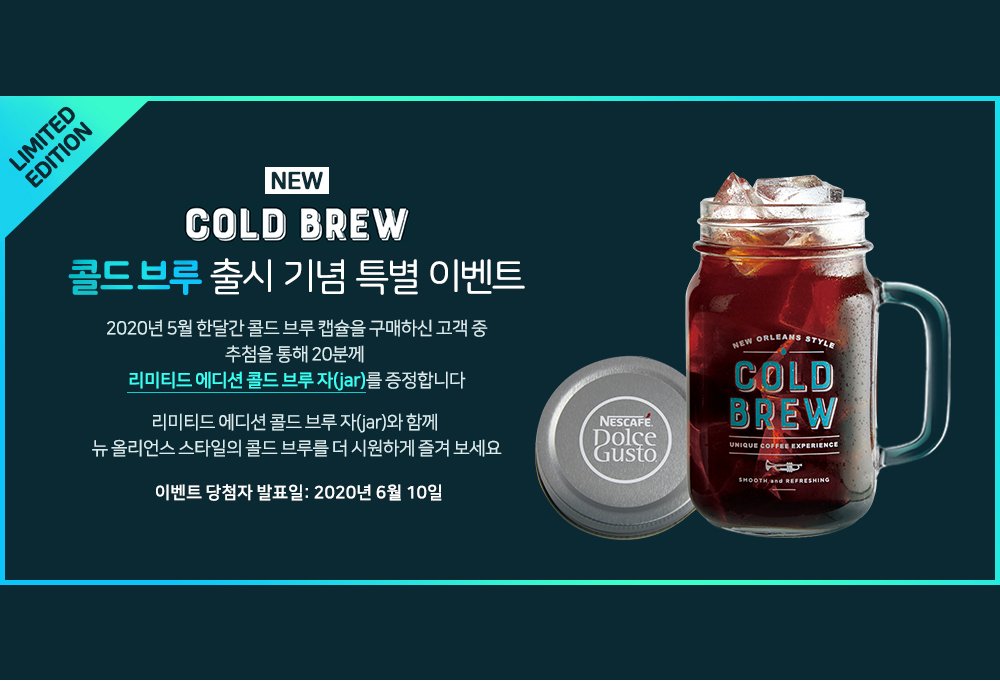 LIMITED
EDITION
NEW
COLD BREW
콜드 브루 출시 기념 특별 이벤트
2020년 5월 한달간 콜드 브루 캡슐을 구매하신 고객 중
추첨을 통해 20분께
리미티드 에디션 콜드 브루 자(jar)를 증정합니다
리미티드 에디션 콜드 브루 자(jar)와 함께
뉴 올리언스 스타일의 콜드 브루를 더 시원하게 즐겨 보세요
이벤트 당첨자 발표일: 2020년 6월 10일
NESCAFÉ
Dolce
Gusto
NEW ORLEANS STYLE
COLD
BREW
UNIQUE COFFEE EXPERIENCE
SMOOTH and REFRESHING